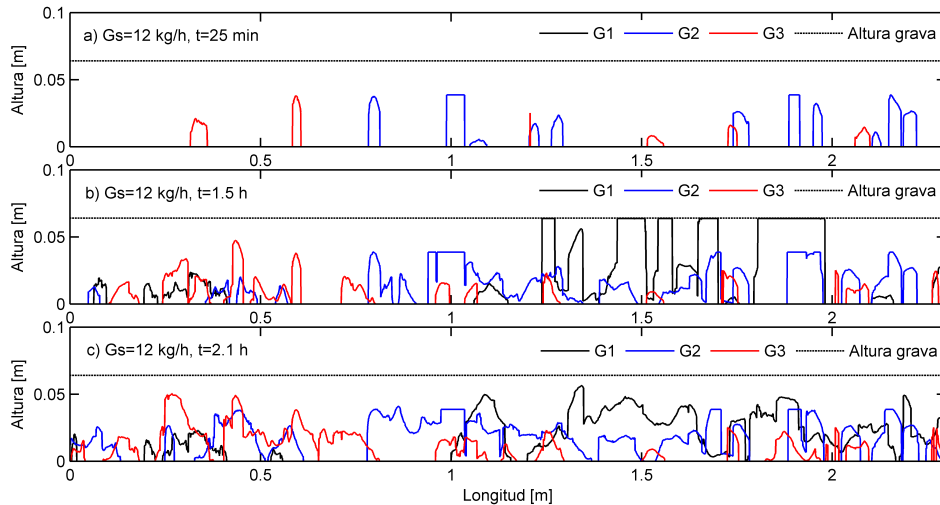 0.1
a) Gs=12 kg/h, t=25 min
G1 G2 G3 Altura grava
Altura [m]
0.05
0
0 0.5 1 1.5 2
0.1
b) Gs=12 kg/h, t=1.5 h
G1 G2 G3 Altura grava
Altura [m]
0.05
0
0 0.5 1 1.5 2
0.1
c) Gs=12 kg/h, t=2.1 h
G1 G2 G3 Altura grava
Altura [m]
0.05
0
0 0.5 1 1.5 2
Longitud [m]